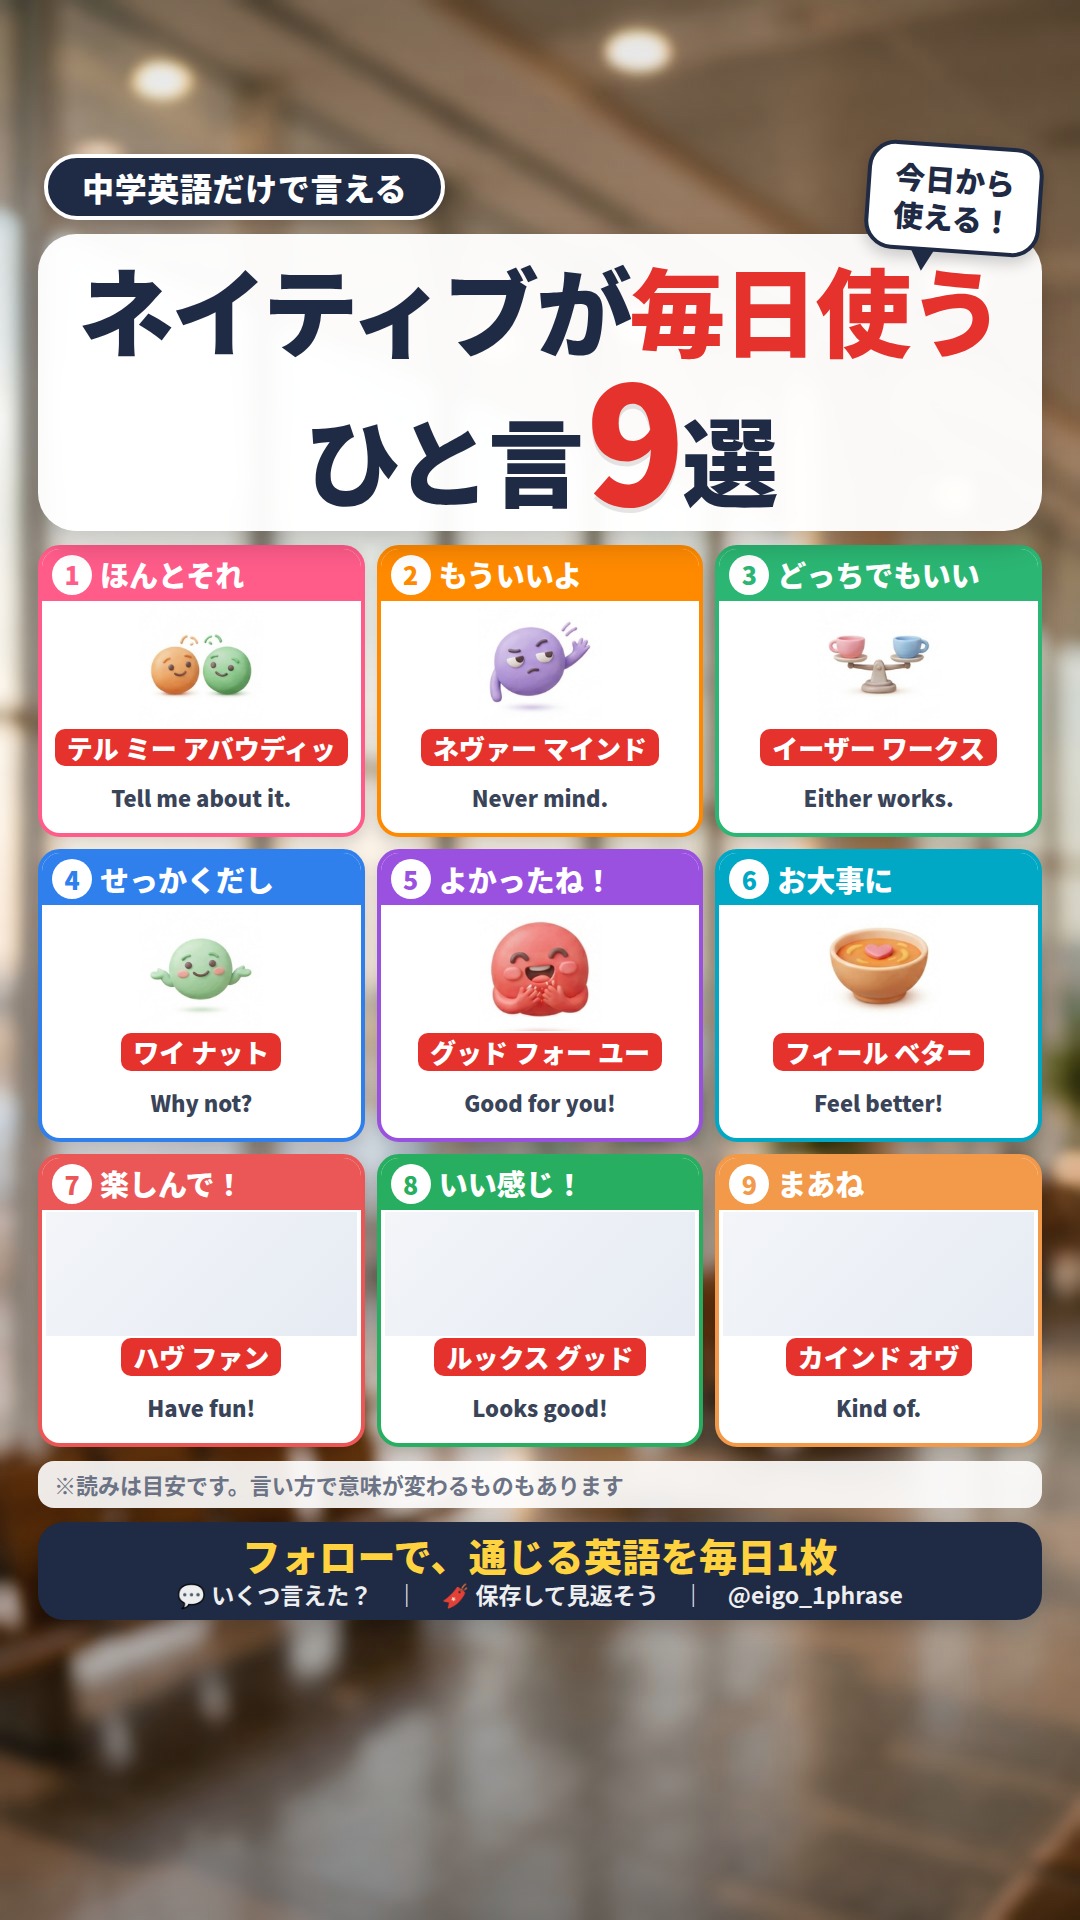 中学英語だけで言える
今日から
使える！
ネイティブが毎日使う
ひと言9選
1 ほんとそれ
テル ミー アバウディッ
Tell me about it.
2 もういいよ
ネヴァー マインド
Never mind.
3 どっちでもいい
イーザー ワークス
Either works.
4 せっかくだし
ワイ ナット
Why not?
5 よかったね！
グッド フォー ユー
Good for you!
6 お大事に
フィール ベター
Feel better!
7 楽しんで！
ハヴ ファン
Have fun!
8 いい感じ！
ルックス グッド
Looks good!
9 まあね
カインド オヴ
Kind of.
※読みは目安です。言い方で意味が変わるものもあります
フォローで、通じる英語を毎日1枚
💬 いくつ言えた？ ｜ 🧨 保存して見返そう ｜ @eigo_1phrase